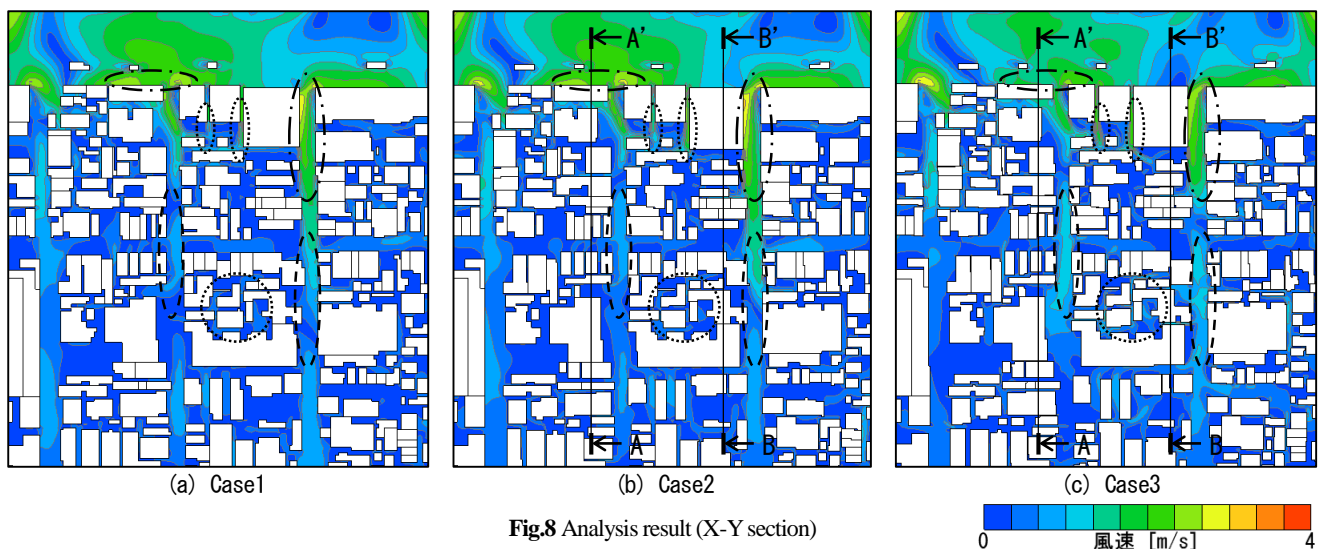 A' B'
A' B'
A B
A B
(a) Case1
(b) Case2
(c) Case3
Fig.8 Analysis result (X-Y section)
0 風速 [m/s] 4